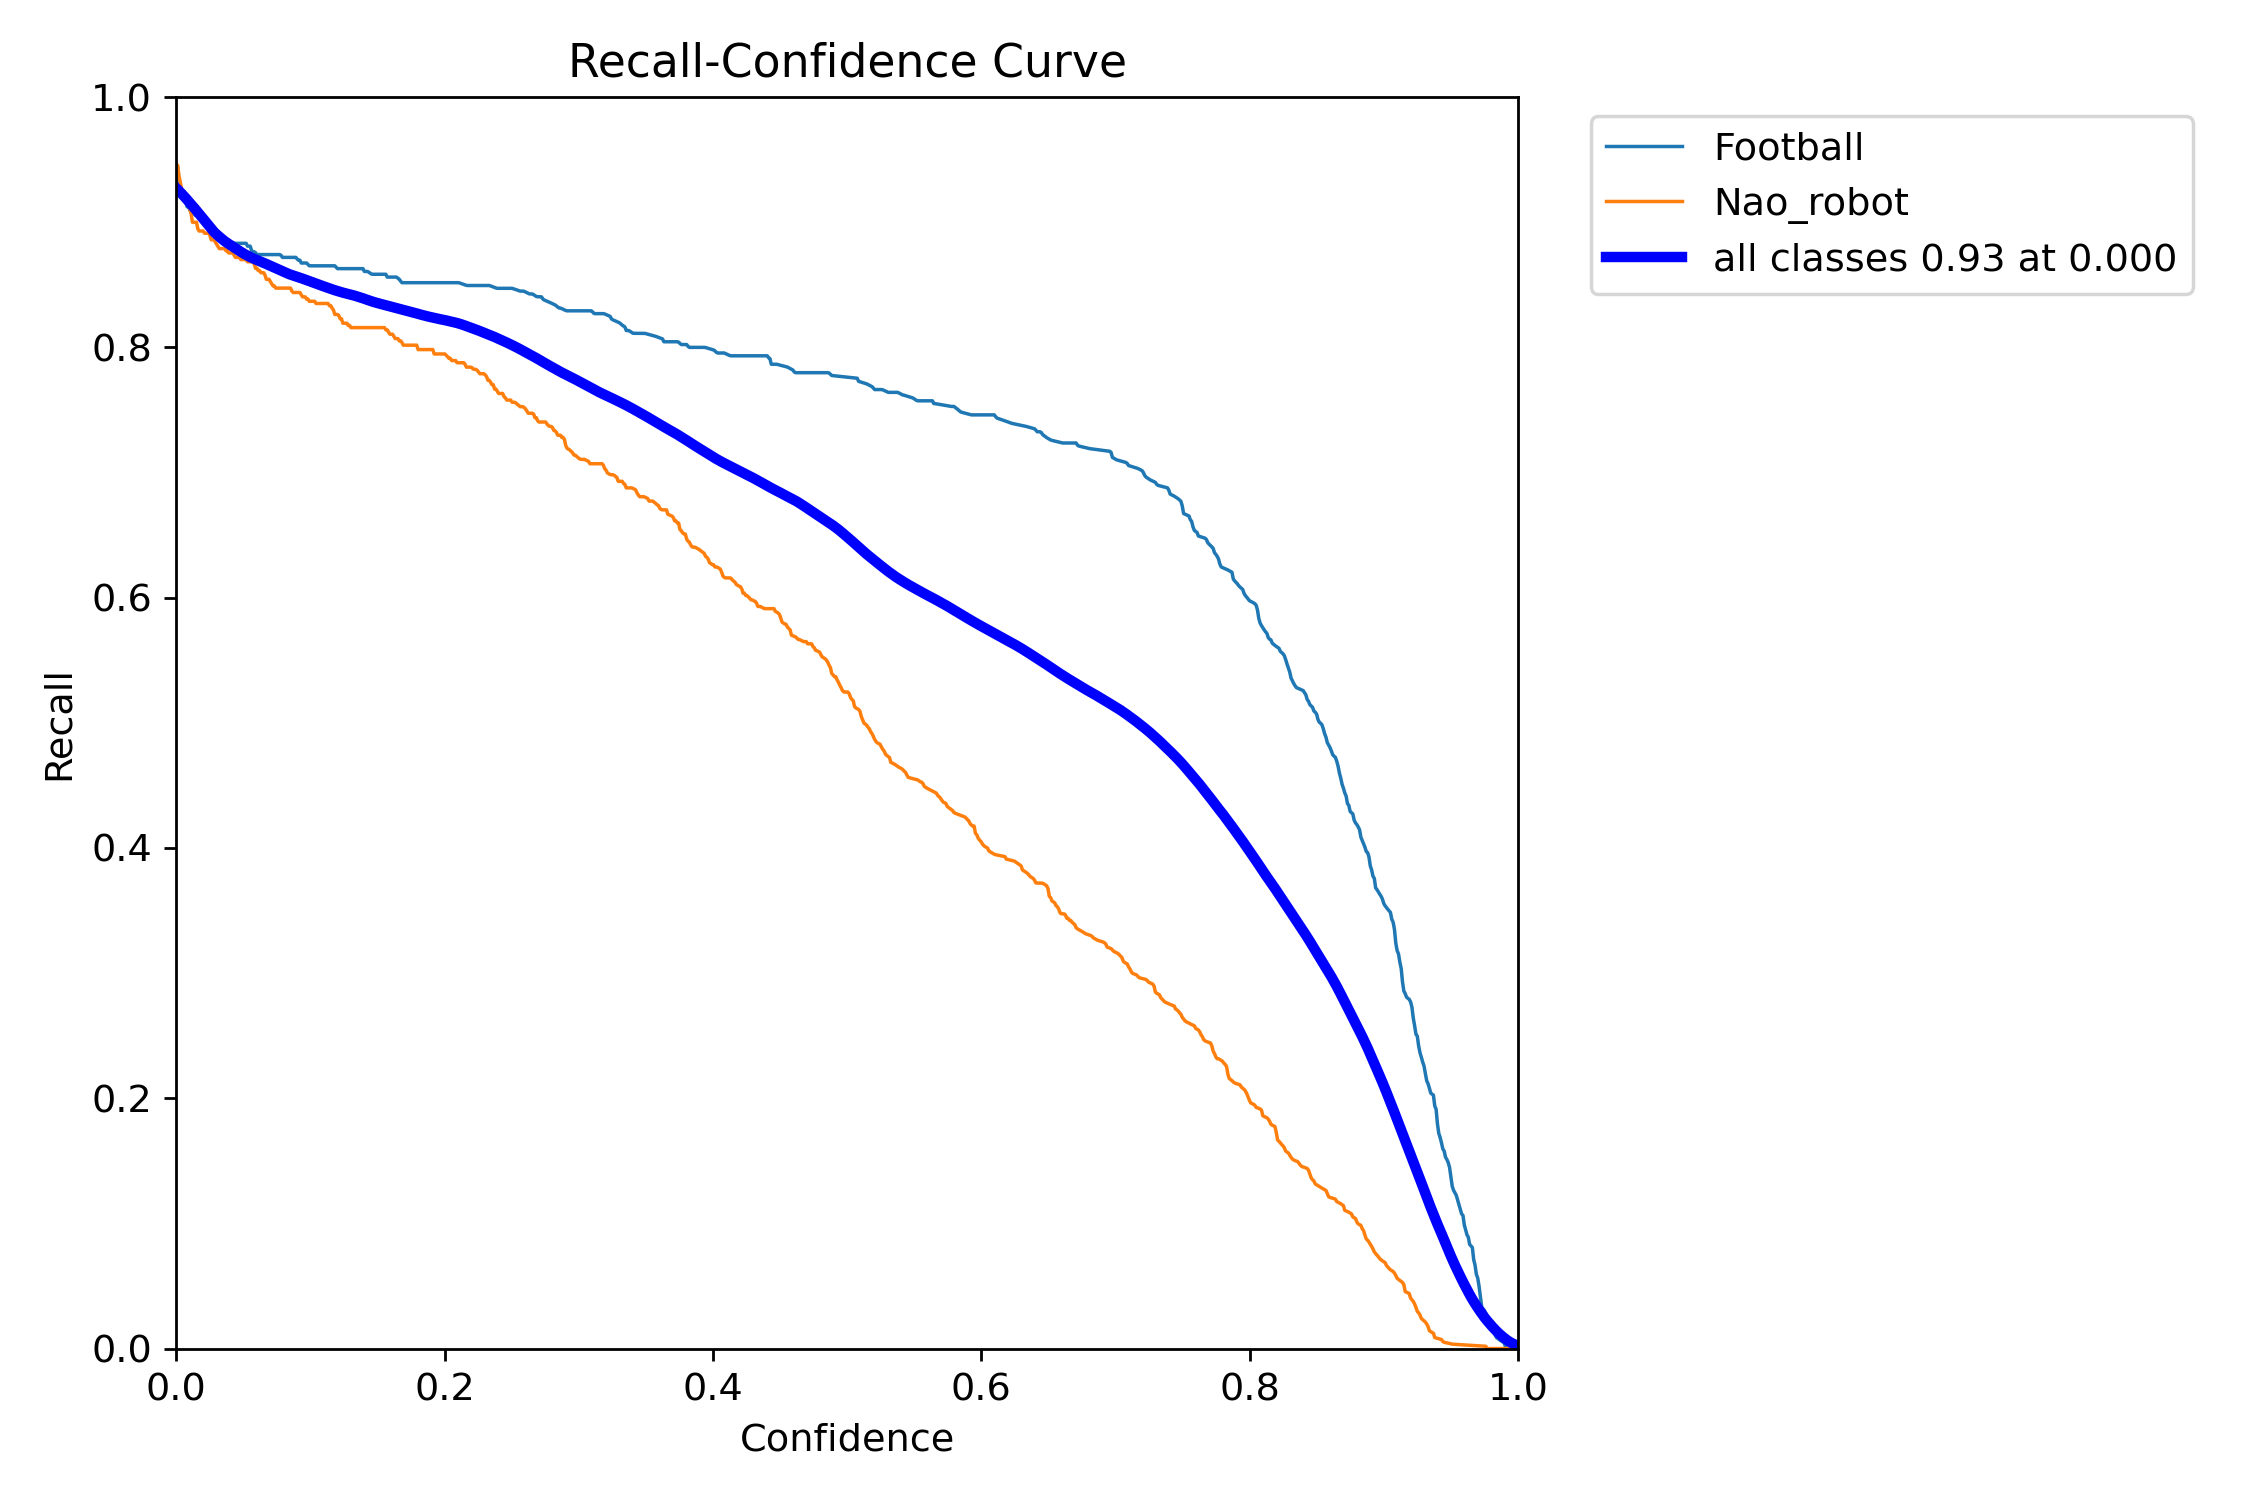 Recall-Confidence Curve
1.0
0.8
0.6
0.4
0.2
0.0
Recall
0.0 0.2 0.4 0.6 0.8 1.0
Confidence
Football
Nao_robot
all classes 0.93 at 0.000